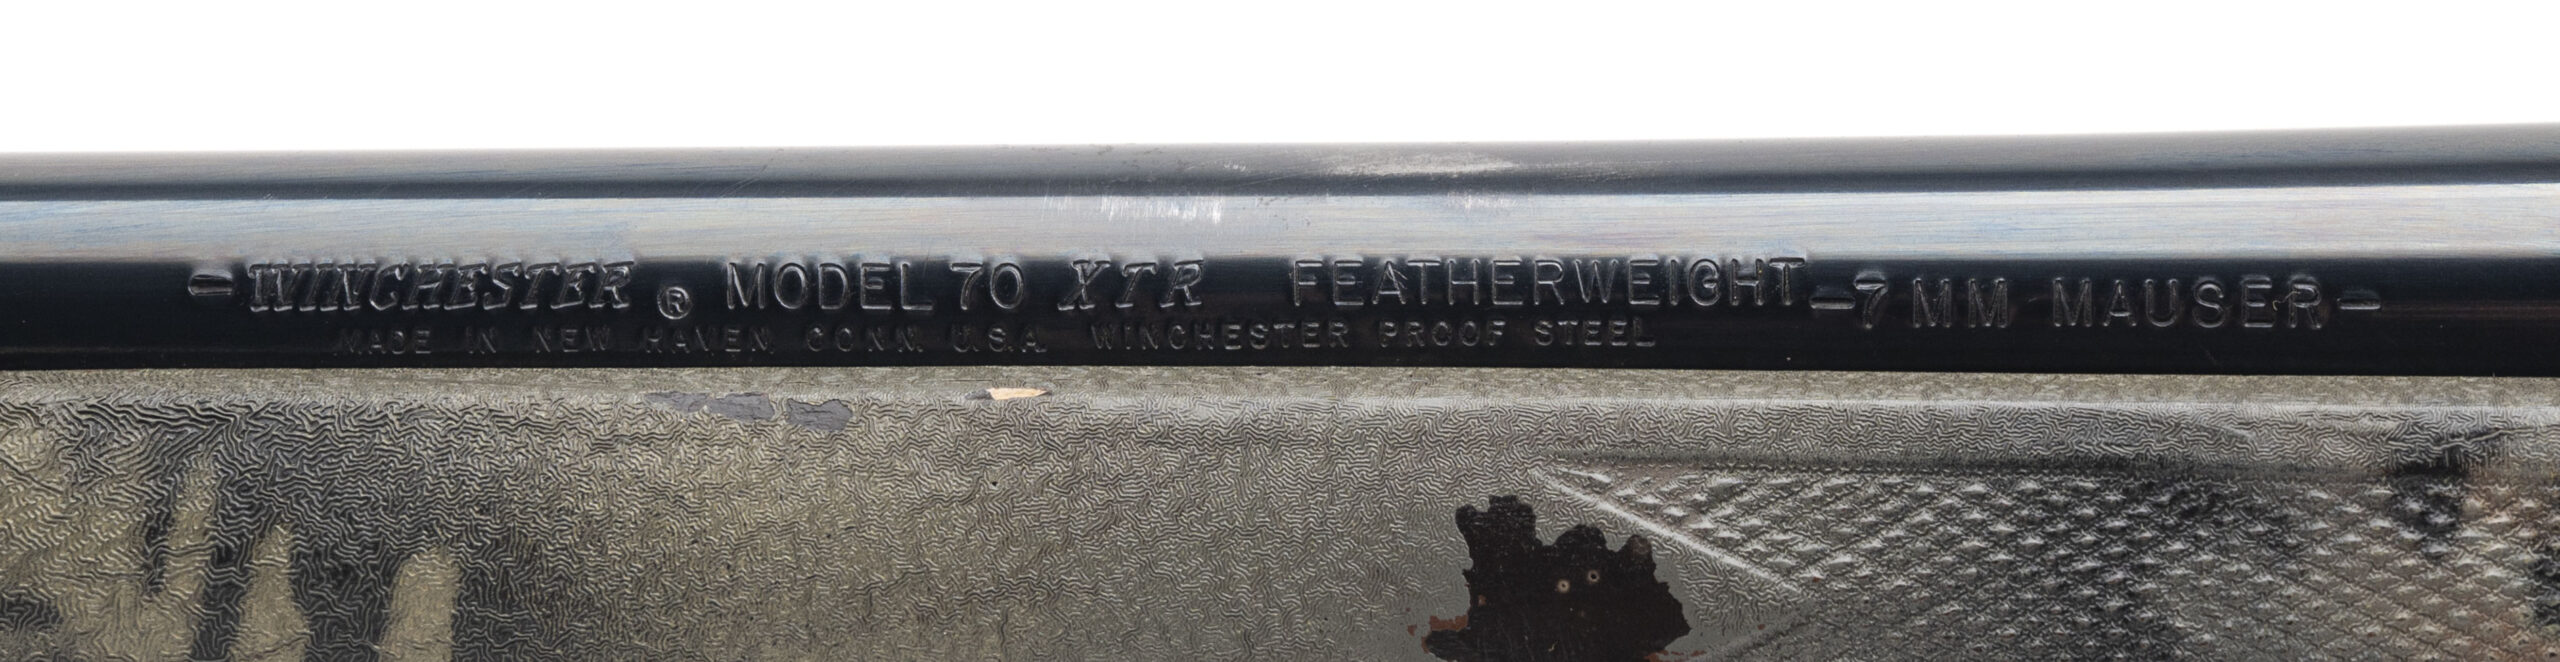 -WINCHESTER® MODEL 70 XTR FEATHERWEIGHT-7 MM MAUSER-
MADE IN NEW HAVEN, CONN. U.S.A. WINCHESTER PROOF STEEL